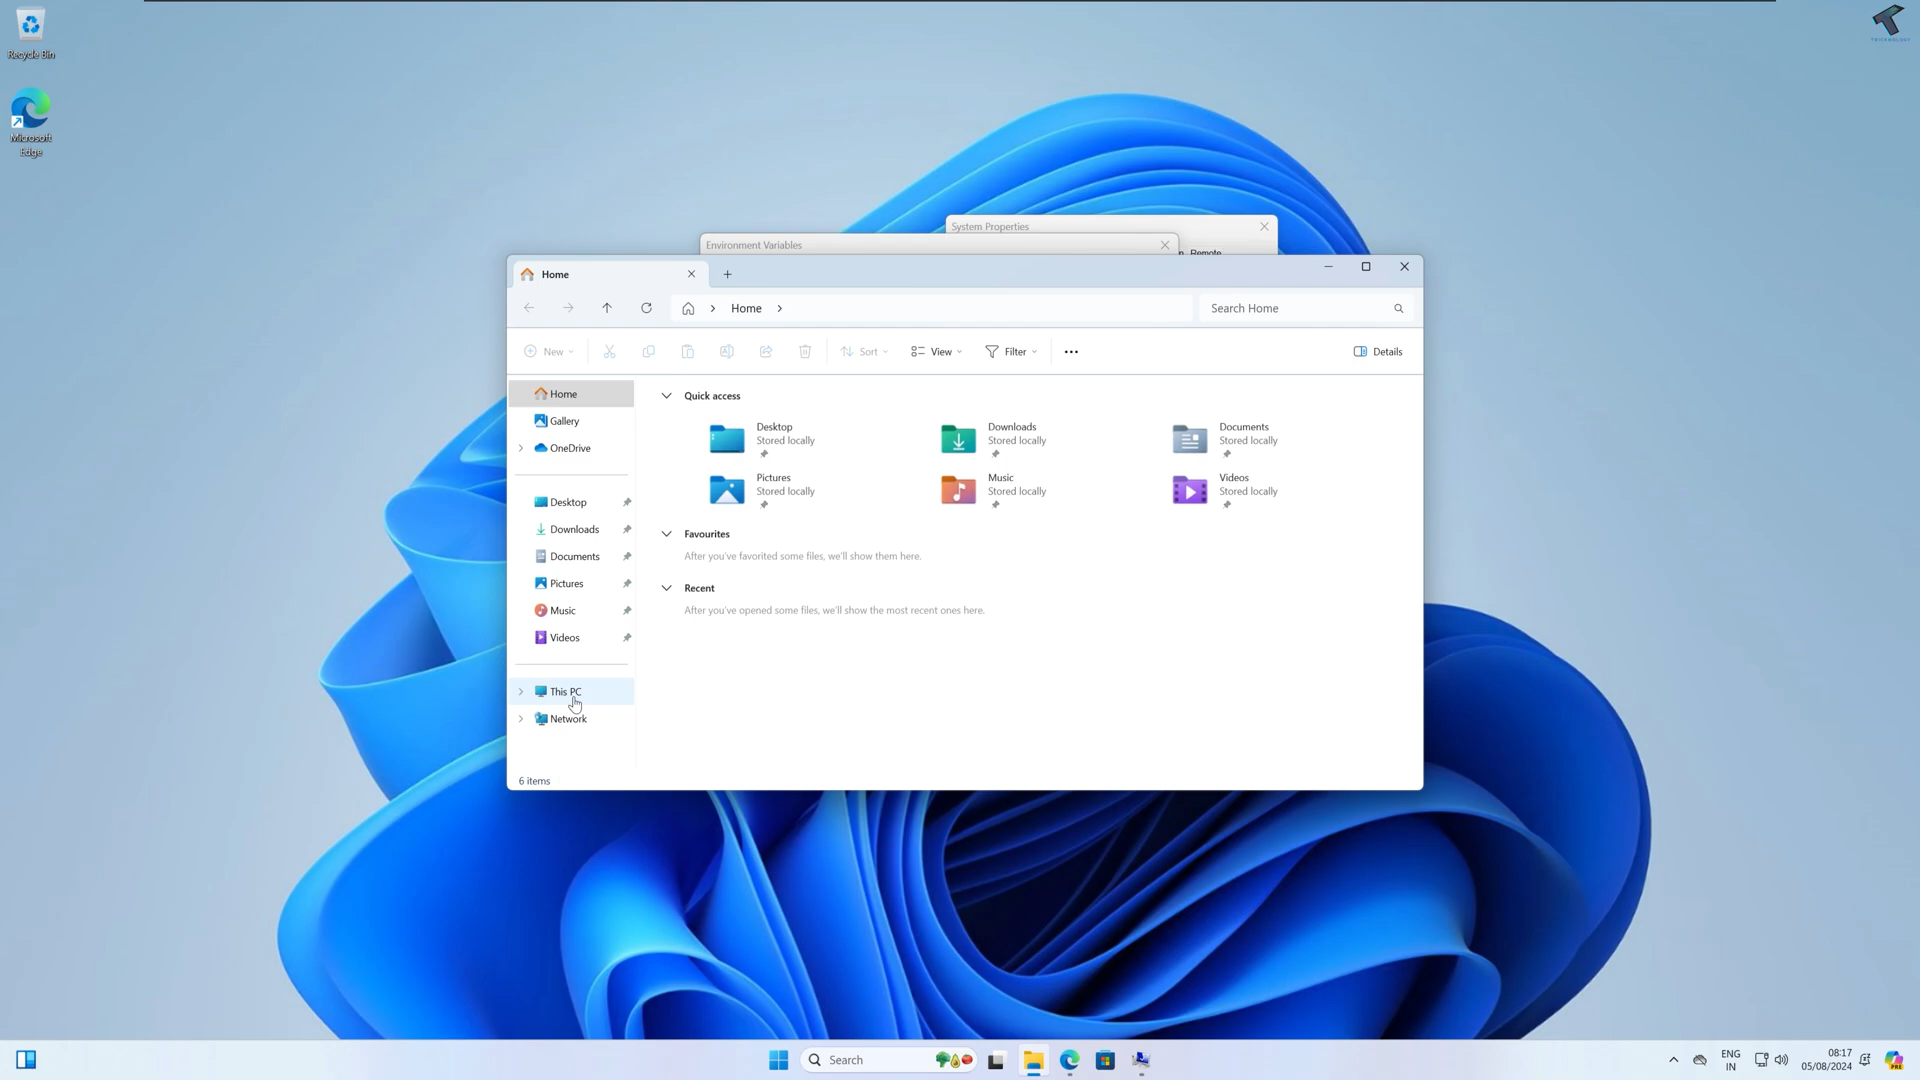 Recycle Bin
Microsoft
Edge
TRICKNOLOGY
System Properties
Environment Variables
Remote
Home
Home
Search Home
New
Sort
View
Filter
Details
Home
Gallery
OneDrive
Desktop
Downloads
Documents
Pictures
Music
Videos
This PC
Network
Quick access
Desktop
Stored locally
Downloads
Stored locally
Documents
Stored locally
Pictures
Stored locally
Music
Stored locally
Videos
Stored locally
Favourites
After you've favorited some files, we'll show them here.
Recent
After you've opened some files, we'll show the most recent ones here.
6 items
Search
ENG
IN
08:17
05/08/2024
PRE